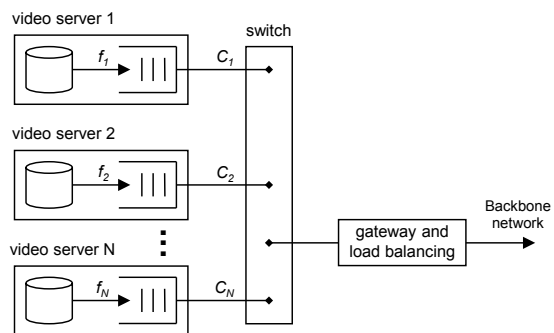 video server 1
f1
C1
switch
video server 2
f2
C2
Backbone
network
gateway and
load balancing
video server N
fN
CN